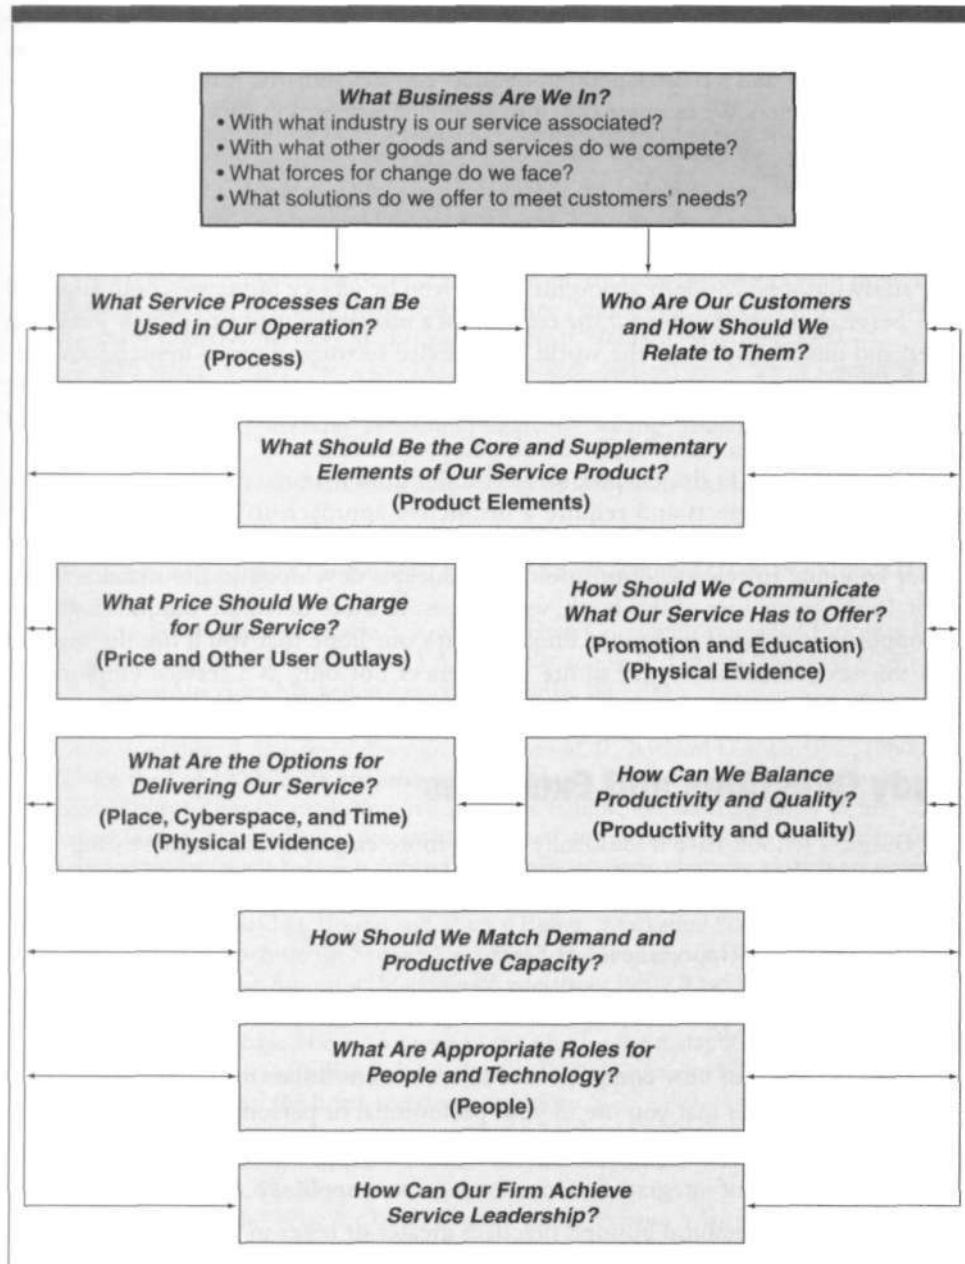 What Business Are We In?
• With what industry is our service associated?
• With what other goods and services do we compete?
• What forces for change do we face?
• What solutions do we offer to meet customers' needs?
What Service Processes Can Be
Used in Our Operation?
(Process)
Who Are Our Customers
and How Should We
Relate to Them?
What Should Be the Core and Supplementary
Elements of Our Service Product?
(Product Elements)
What Price Should We Charge
for Our Service?
(Price and Other User Outlays)
How Should We Communicate
What Our Service Has to Offer?
(Promotion and Education)
(Physical Evidence)
What Are the Options for
Delivering Our Service?
(Place, Cyberspace, and Time)
(Physical Evidence)
How Can We Balance
Productivity and Quality?
(Productivity and Quality)
How Should We Match Demand and
Productive Capacity?
What Are Appropriate Roles for
People and Technology?
(People)
How Can Our Firm Achieve
Service Leadership?